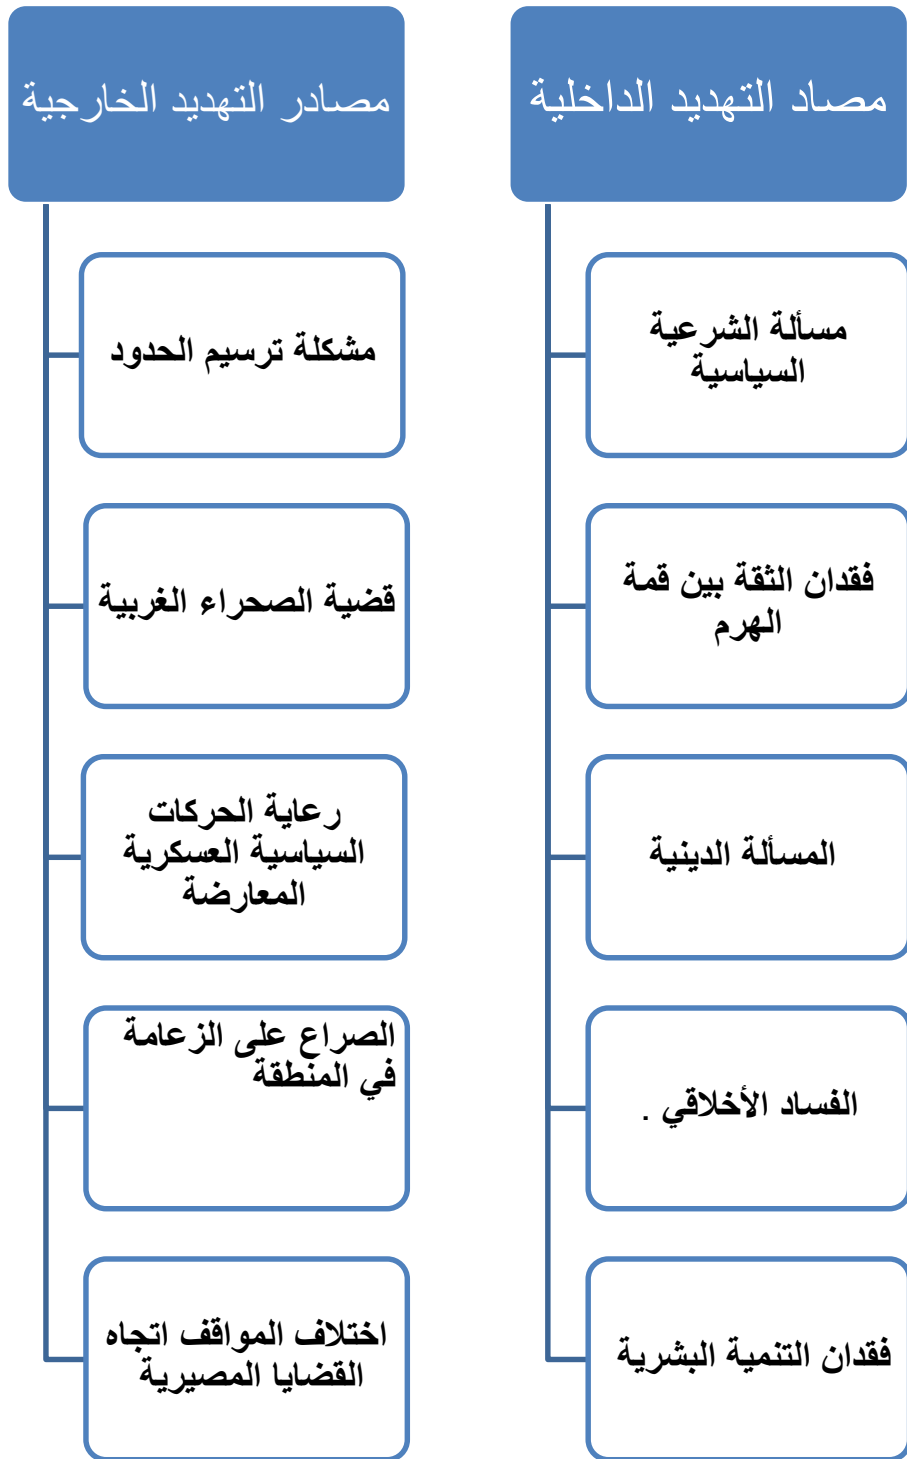 مصاد التهديد الداخلية
مسألة الشرعية
السياسية
فقدان الثقة بين قمة
الهرم
المسألة الدينية
الفساد الأخلاقي .
فقدان التنمية البشرية
مصادر التهديد الخارجية
مشكلة ترسيم الحدود
قضية الصحراء الغربية
رعاية الحركات
السياسية العسكرية
المعارضة
الصراع على الزعامة
في المنطقة
اختلاف المواقف اتجاه
القضايا المصيرية